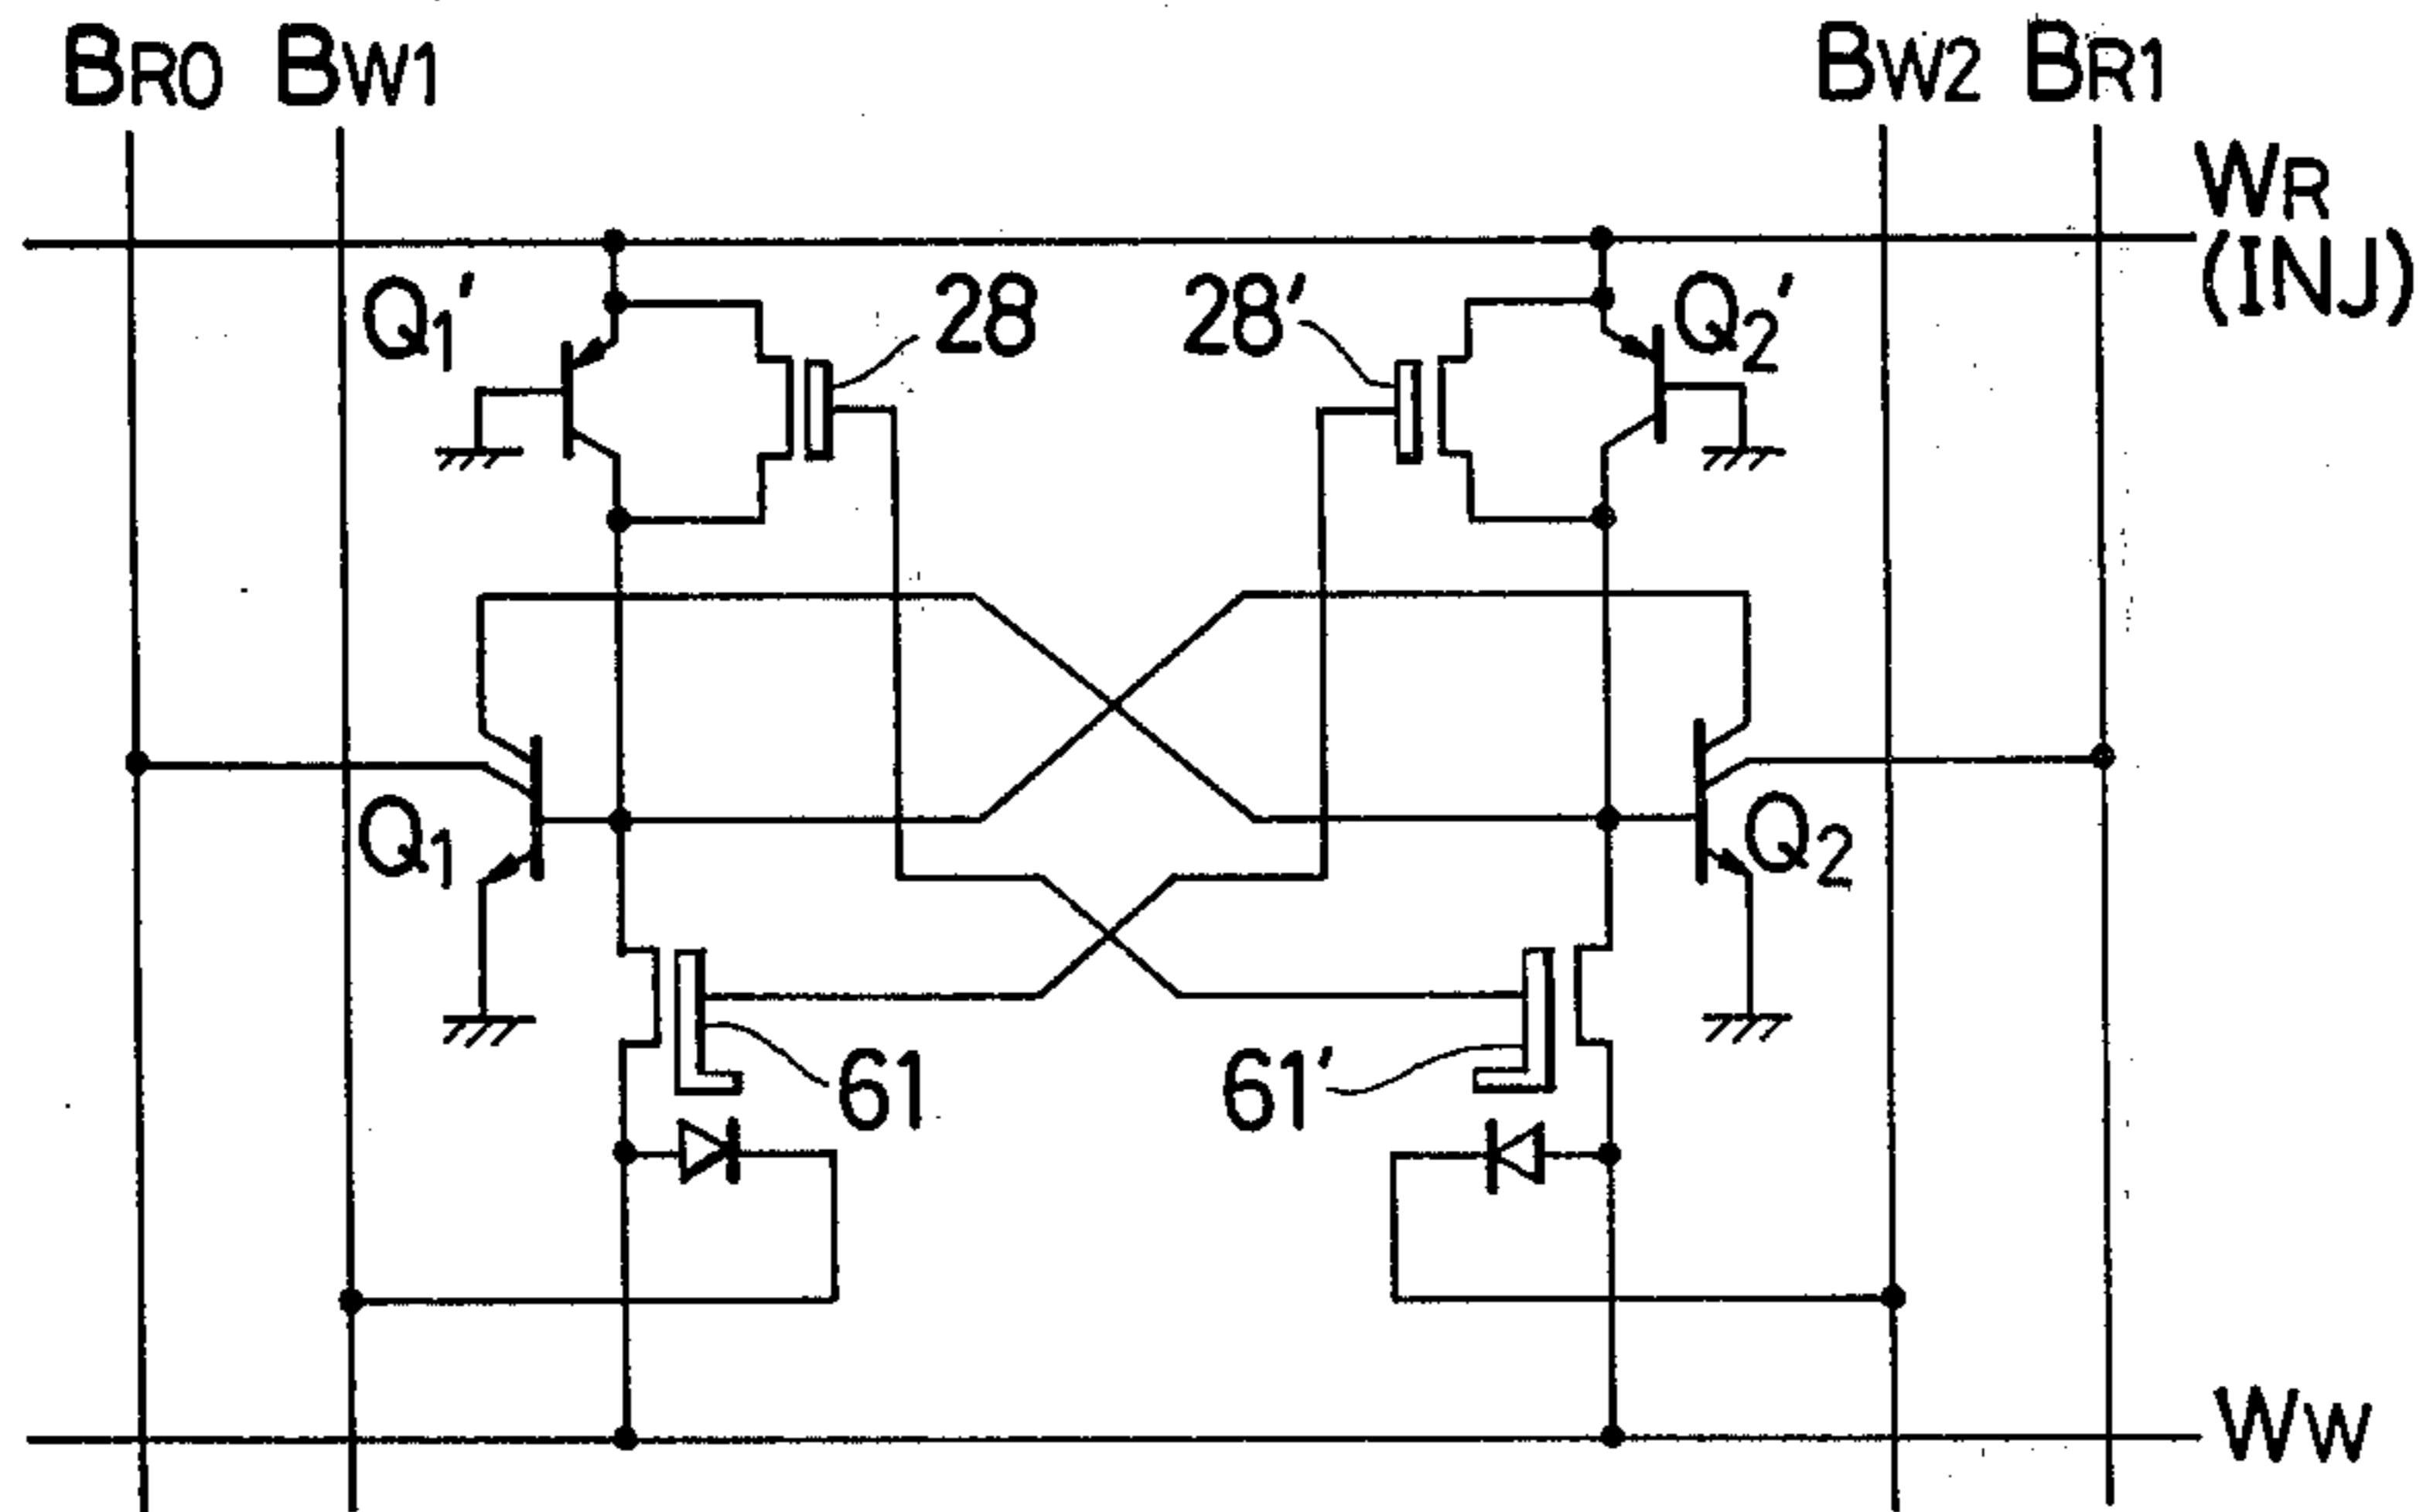 BR0 BW1 BW2 BR1
WR
(INJ)
Q1' 28 28' Q2'
Q1 Q2
61 61'
WW